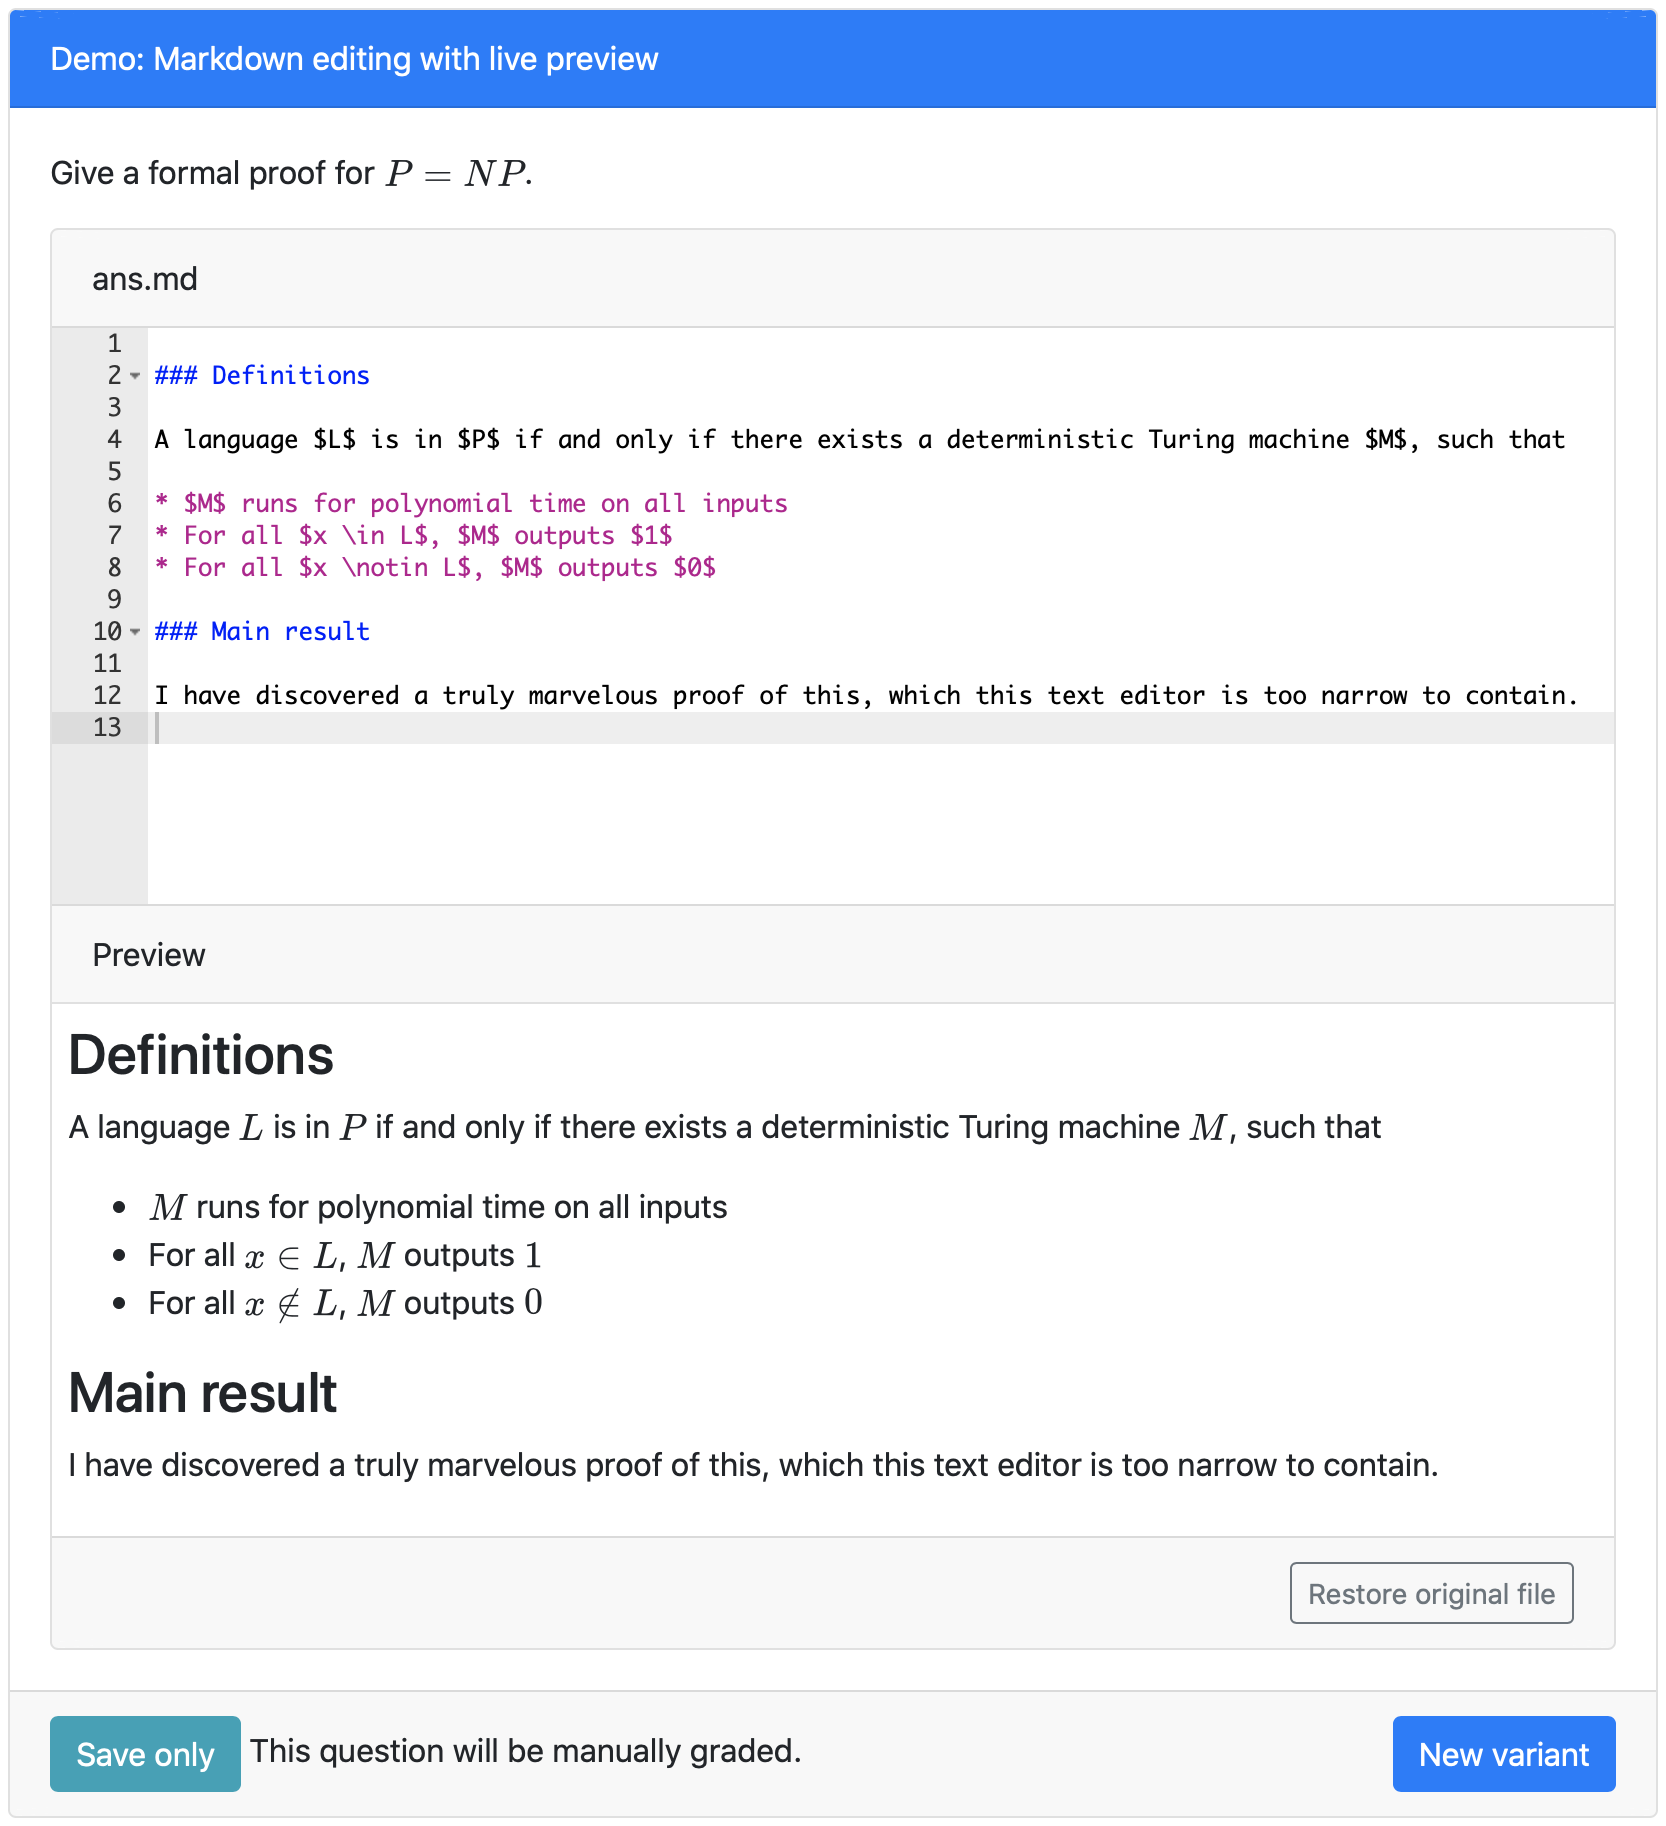 Demo: Markdown editing with live preview
Give a formal proof for P = NP.
ans.md
1
2 ### Definitions
3
4 A language $L$ is in $P$ if and only if there exists a deterministic Turing machine $M$, such that
5
6 * $M$ runs for polynomial time on all inputs
7 * For all $x \in L$, $M$ outputs $1$
8 * For all $x \notin L$, $M$ outputs $0$
9
10 ### Main result
11
12 I have discovered a truly marvelous proof of this, which this text editor is too narrow to contain.
13
Preview
Definitions
A language L is in P if and only if there exists a deterministic Turing machine M, such that
• M runs for polynomial time on all inputs
• For all x ∈ L, M outputs 1
• For all x ∉ L, M outputs 0
Main result
I have discovered a truly marvelous proof of this, which this text editor is too narrow to contain.
Restore original file
Save only This question will be manually graded. New variant